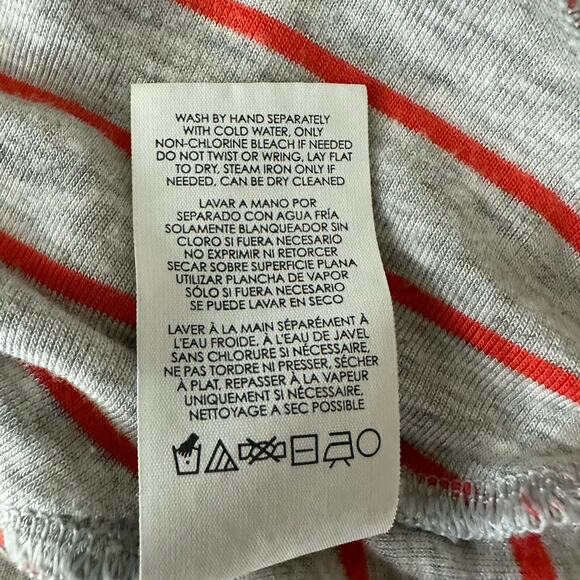 WASH BY HAND SEPARATELY
WITH COLD WATER, ONLY
NON-CHLORINE BLEACH IF NEEDED
DO NOT TWIST OR WRING, LAY FLAT
TO DRY, STEAM IRON ONLY IF
NEEDED, CAN BE DRY CLEANED
LAVAR A MANO POR
SEPARADO CON AGUA FRÍA
SOLAMENTE BLANQUEADOR SIN
CLORO SI FUERA NECESARIO
NO EXPRIMIR NI RETORCER
SECAR SOBRE SUPERFICIE PLANA
UTILIZAR PLANCHA DE VAPOR
SÓLO SI FUERA NECESARIO
SE PUEDE LAVAR EN SECO
LAVER À LA MAIN SÉPARÉMENT À
L'EAU FROIDE, À L'EAU DE JAVEL
SANS CHLORURE SI NÉCESSAIRE,
NE PAS TORDRE NI PRESSER, SÉCHER
À PLAT, REPASSER À LA VAPEUR
UNIQUEMENT SI NÉCESSAIRE,
NETTOYAGE A SEC POSSIBLE